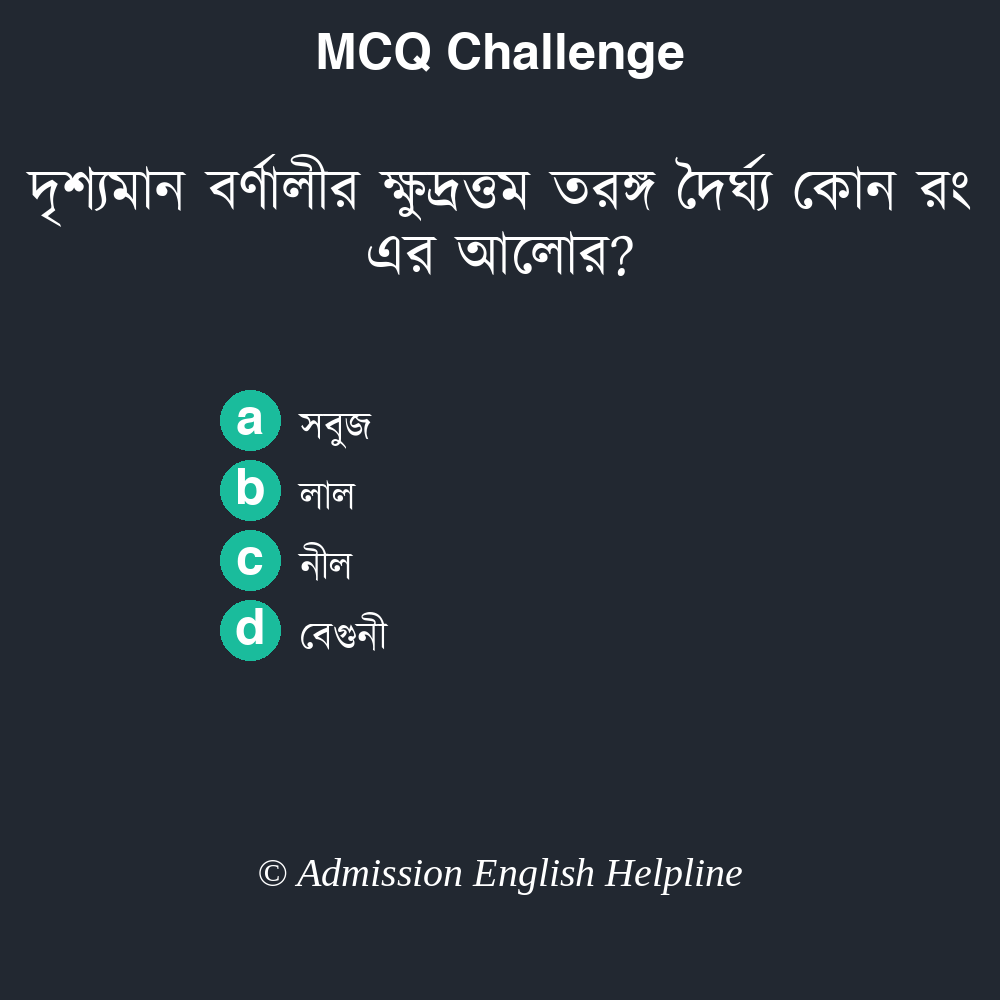 MCQ Challenge
দৃশ্যমান বর্ণালীর ক্ষুদ্রত্তম তরঙ্গ দৈর্ঘ্য কোন রং
এর আলোর?
a সবুজ
b লাল
c নীল
d বেগুনী
© Admission English Helpline